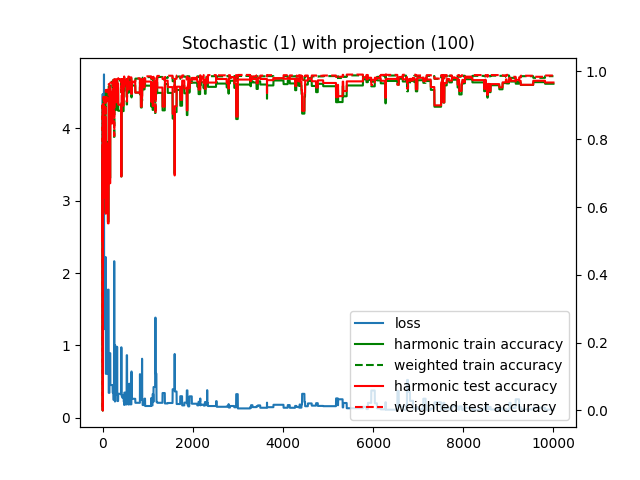 Stochastic (1) with projection (100)
4
3
2
1
0
1.0
0.8
0.6
0.4
0.2
0.0
loss
harmonic train accuracy
weighted train accuracy
harmonic test accuracy
weighted test accuracy
0 2000 4000 6000 8000 10000